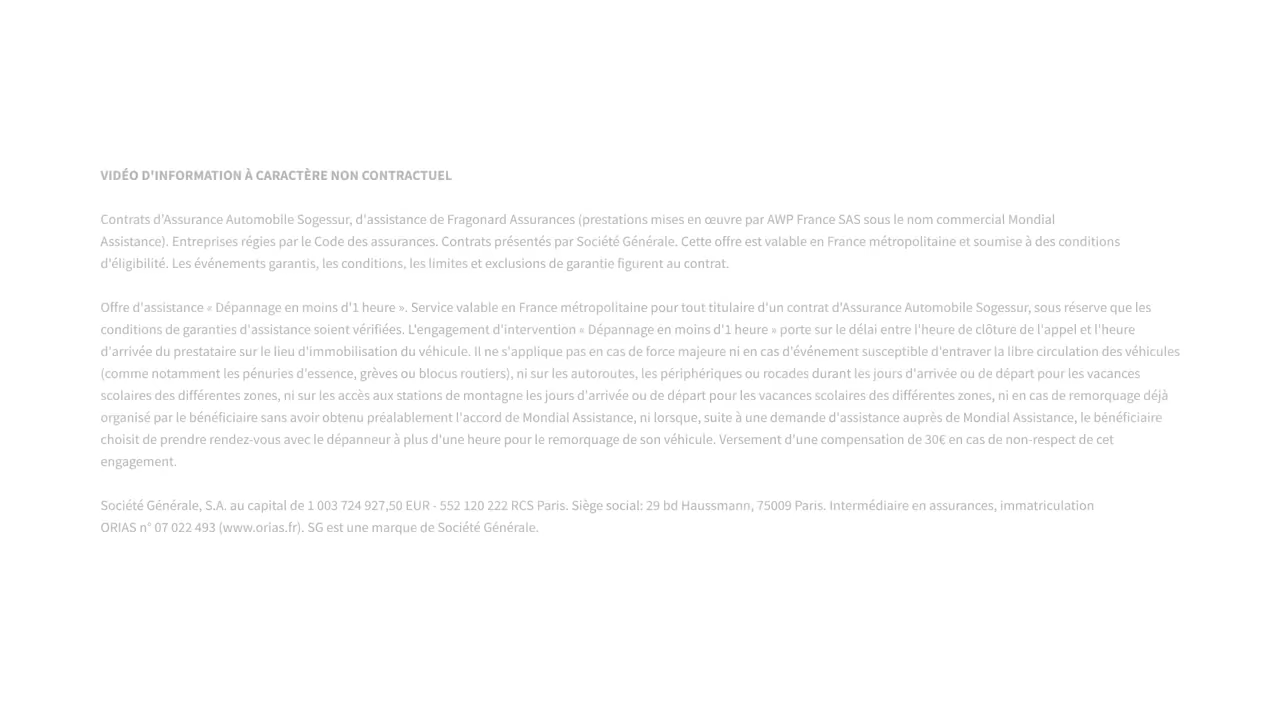 VIDÉO D'INFORMATION À CARACTÈRE NON CONTRACTUEL
Contrats d'Assurance Automobile Sogessur, d'assistance de Fragonard Assurances (prestations mises en œuvre par AWP France SAS sous le nom commercial Mondial
Assistance). Entreprises régies par le Code des assurances. Contrats présentés par Société Générale. Cette offre est valable en France métropolitaine et soumise à des conditions
d'éligibilité. Les événements garantis, les conditions, les limites et exclusions de garantie figurent au contrat.
Offre d'assistance « Dépannage en moins d'1 heure ». Service valable en France métropolitaine pour tout titulaire d'un contrat d'Assurance Automobile Sogessur, sous réserve que les
conditions de garanties d'assistance soient vérifiées. L'engagement d'intervention « Dépannage en moins d'1 heure » porte sur le délai entre l'heure de clôture de l'appel et l'heure
d'arrivée du prestataire sur le lieu d'immobilisation du véhicule. Il ne s'applique pas en cas de force majeure ni en cas d'événement susceptible d'entraver la libre circulation des véhicules
(comme notamment les pénuries d'essence, grèves ou blocus routiers), ni sur les autoroutes, les périphériques ou rocades durant les jours d'arrivée ou de départ pour les vacances
scolaires des différentes zones, ni sur les accès aux stations de montagne les jours d'arrivée ou de départ pour les vacances scolaires des différentes zones, ni en cas de remorquage déjà
organisé par le bénéficiaire sans avoir obtenu préalablement l'accord de Mondial Assistance, ni lorsque, suite à une demande d'assistance auprès de Mondial Assistance, le bénéficiaire
choisit de prendre rendez-vous avec le dépanneur à plus d'une heure pour le remorquage de son véhicule. Versement d'une compensation de 30€ en cas de non-respect de cet
engagement.
Société Générale, S.A. au capital de 1 003 724 927,50 EUR - 552 120 222 RCS Paris. Siège social: 29 bd Haussmann, 75009 Paris. Intermédiaire en assurances, immatriculation
ORIAS n° 07 022 493 (www.orias.fr). SG est une marque de Société Générale.